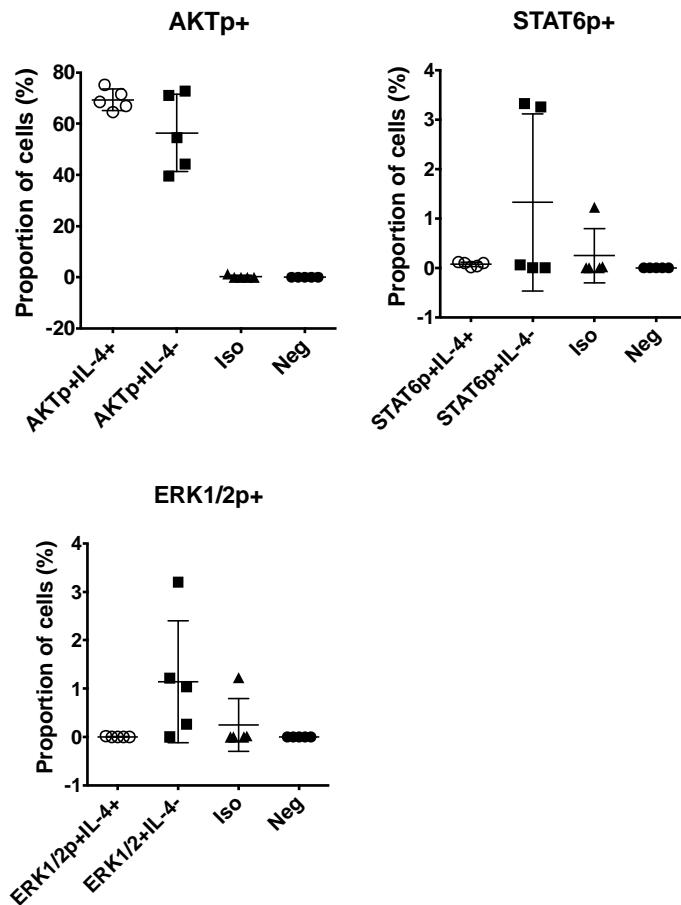 AKTp+
Proportion of cells (%)
80
60
40
20
0
-20
AKTp+IL-4+
AKTp+IL-4-
Iso
Neg
STAT6p+
Proportion of cells (%)
4
3
2
1
0
-1
STAT6p+IL-4+
STAT6p+IL-4-
Iso
Neg
ERK1/2p+
Proportion of cells (%)
4
3
2
1
0
-1
ERK1/2p+IL-4+
ERK1/2+IL-4-
Iso
Neg